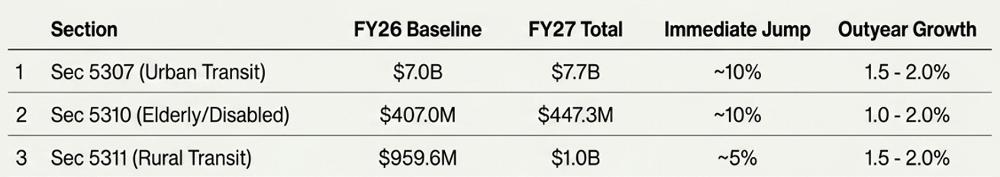 Section FY26 Baseline FY27 Total Immediate Jump Outyear Growth
1 Sec 5307 (Urban Transit) $7.0B $7.7B ~10% 1.5 - 2.0%
2 Sec 5310 (Elderly/Disabled) $407.0M $447.3M ~10% 1.0 - 2.0%
3 Sec 5311 (Rural Transit) $959.6M $1.0B ~5% 1.5 - 2.0%